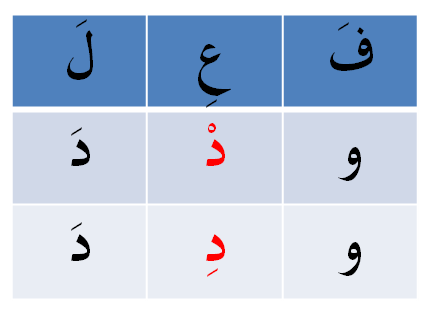 فَ عِ لَ
و دْ دَ
و دِ دَ